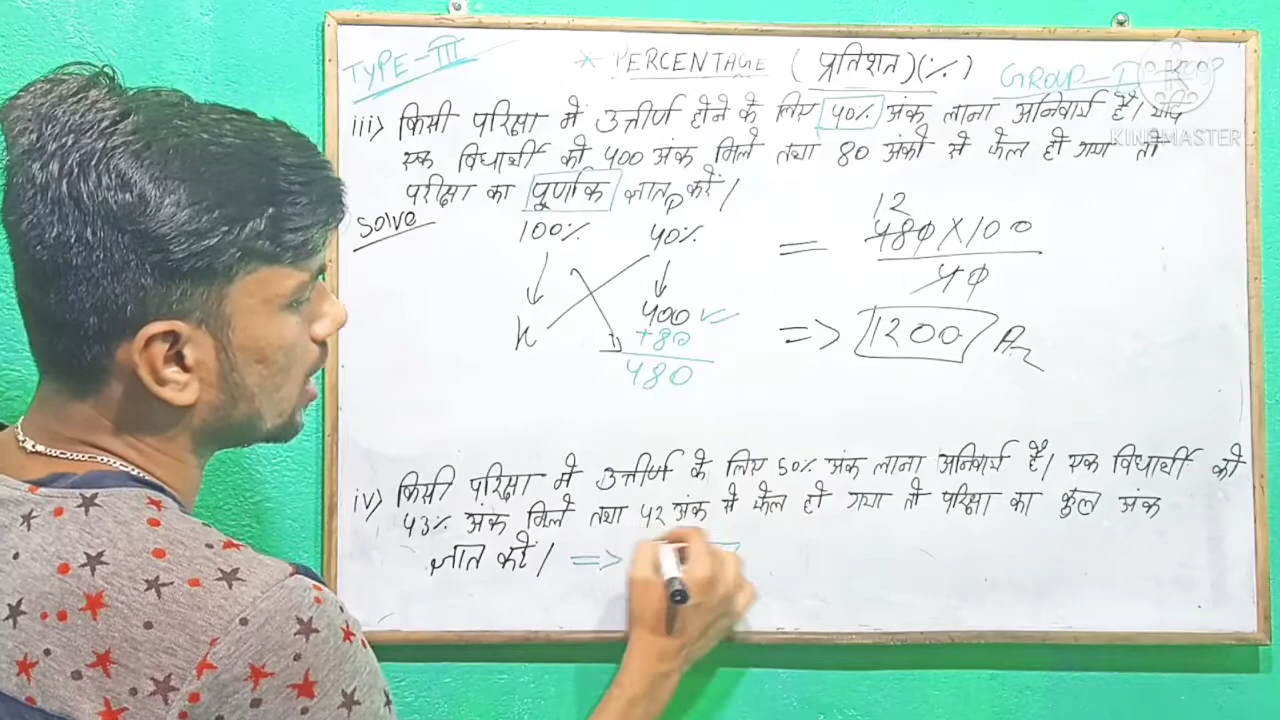 TYPE-III
* PERCENTAGE (प्रतिशत)(%)
GROUP-D
KINEMASTER
iii) किसी परिक्षा में उत्तीर्ण होने के लिए 40% अंक लाना अनिवार्य है। यदि
एक विधार्थी को 400 अंक मिले तथा 80 अंको से फेल हो गया तो
परीक्षा का पूर्णांक ज्ञात करें।
Solve
100% 40%
x 400
+80
480
= 480X100
40
12
=> 1200 Ans
iv) किसी परिक्षा में उत्तीर्ण के लिए 50% अंक लाना अनिवार्य है। एक विधार्थी को
43% अंक मिले तथा 42 अंक से फेल हो गया तो परिक्षा का कुल अंक
ज्ञात करें। =>